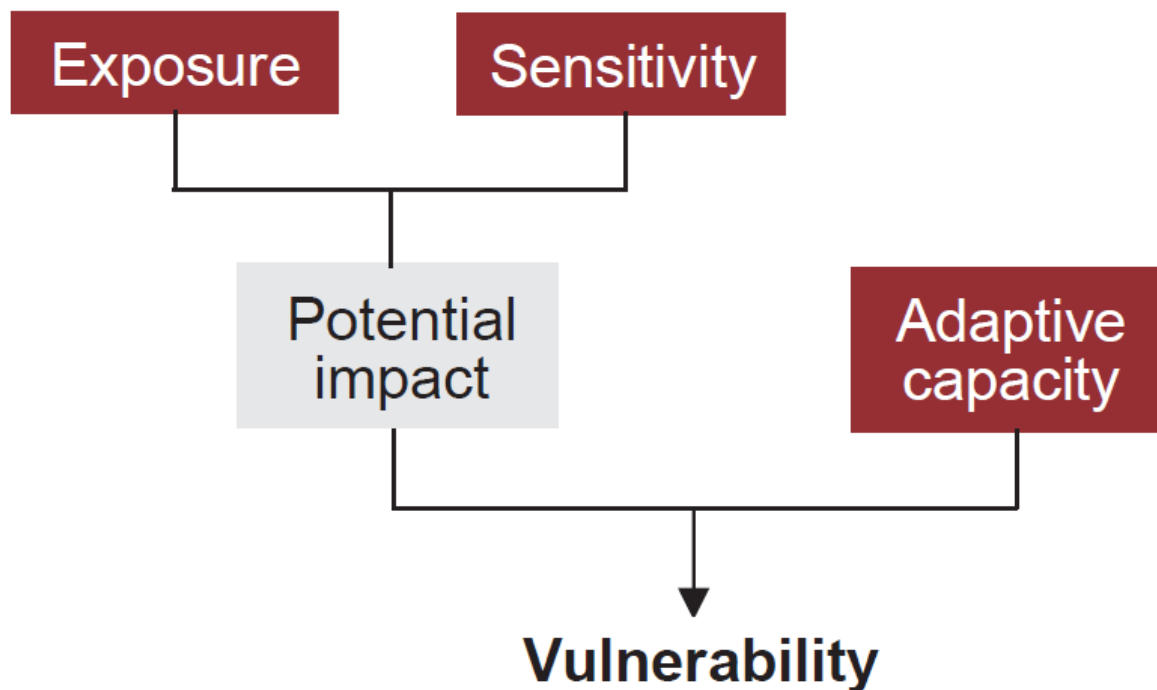 Exposure
Sensitivity
Potential
impact
Adaptive
capacity
Vulnerability